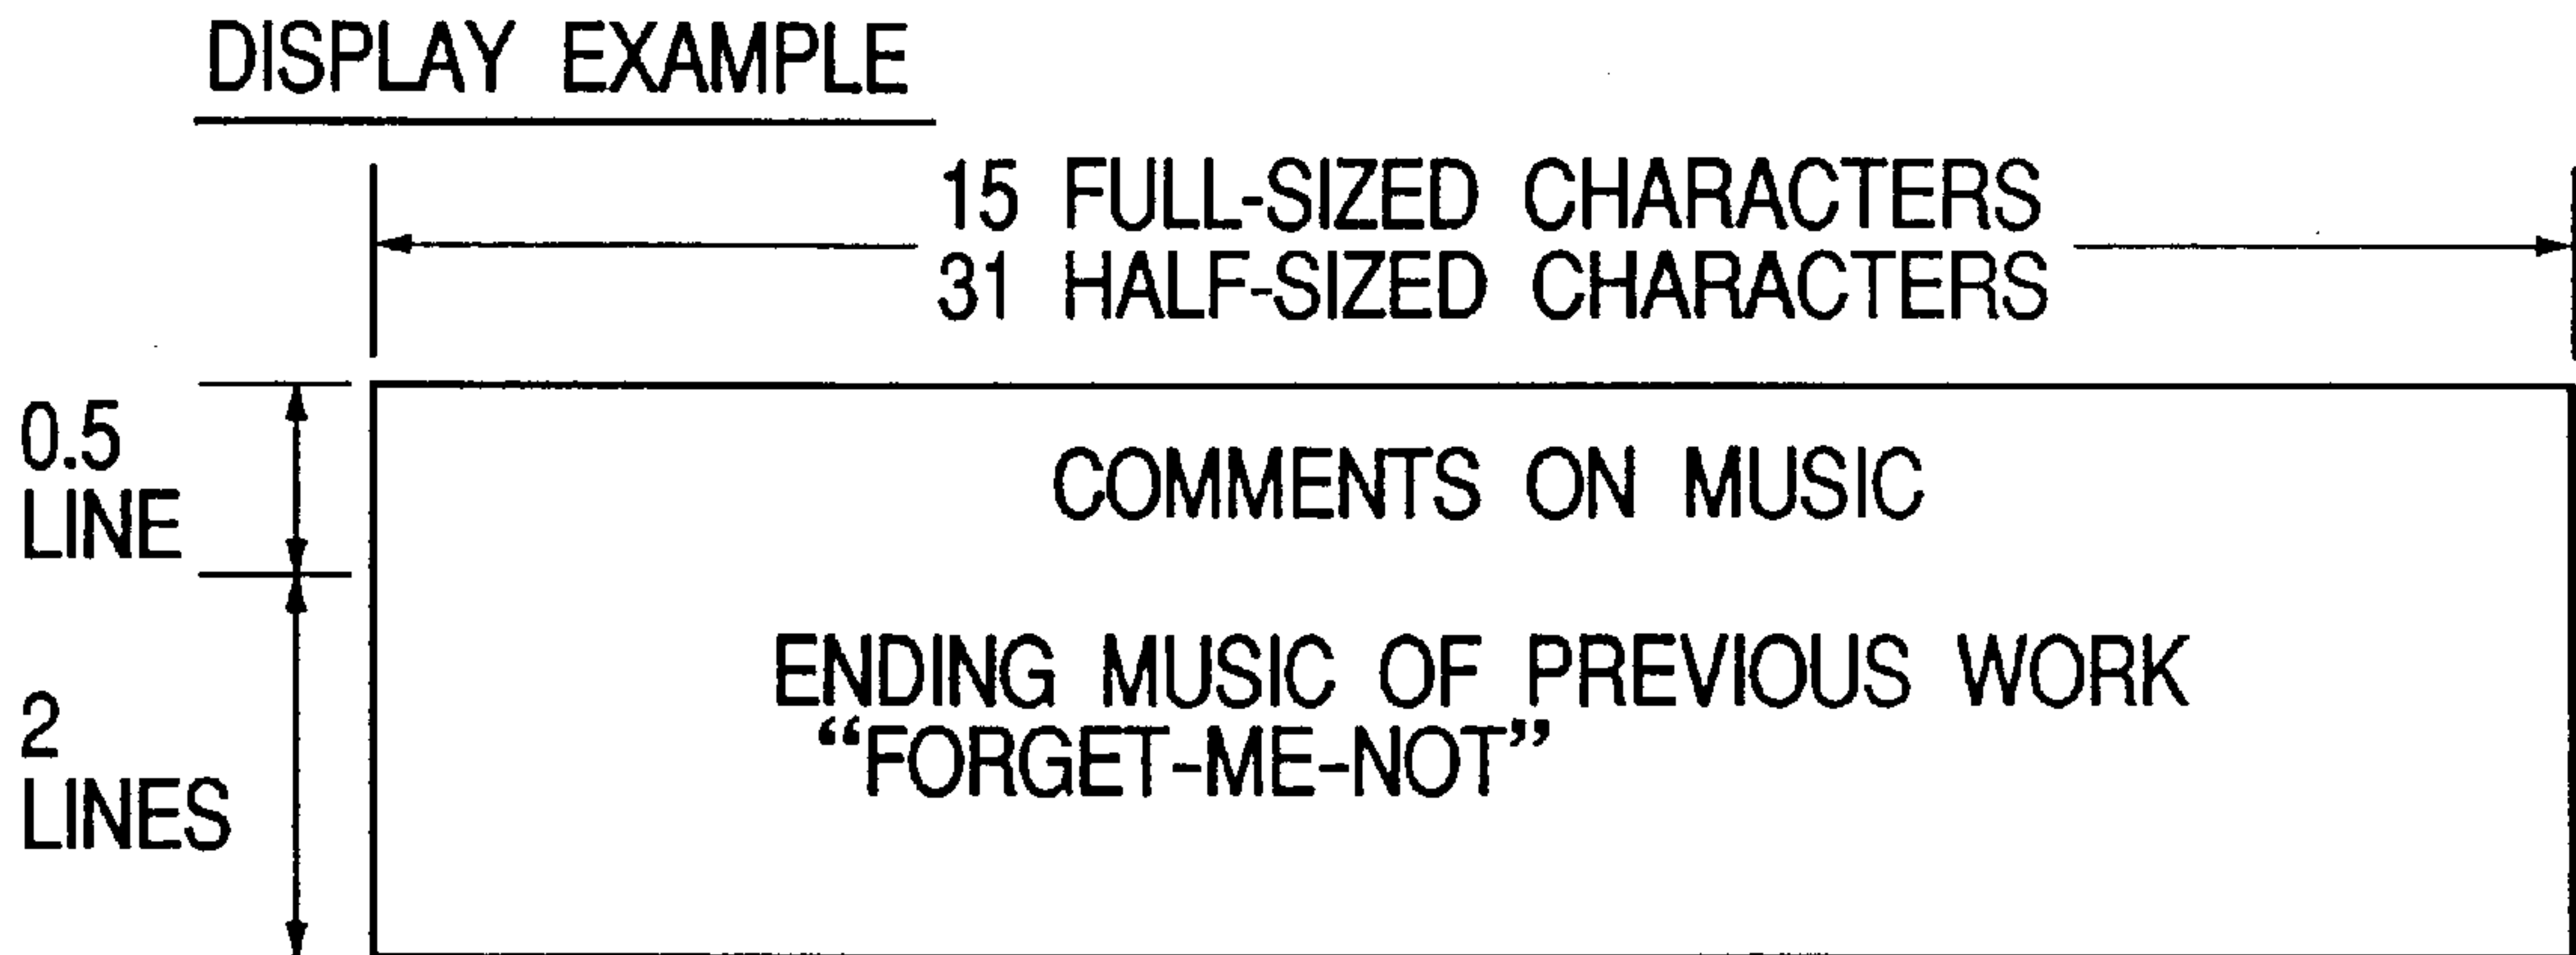 DISPLAY EXAMPLE
15 FULL-SIZED CHARACTERS
31 HALF-SIZED CHARACTERS
0.5
LINE
COMMENTS ON MUSIC
2
LINES
ENDING MUSIC OF PREVIOUS WORK
“FORGET-ME-NOT”